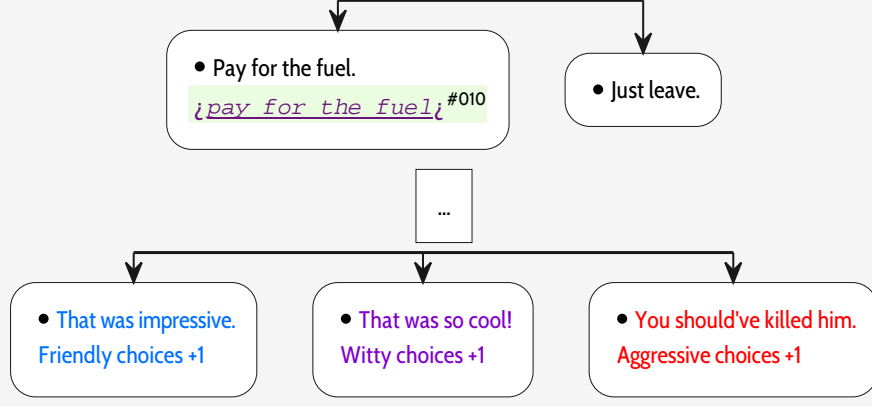 • Pay for the fuel.
¿pay for the fuel¿#010
• Just leave.
...
• That was impressive.
Friendly choices +1
• That was so cool!
Witty choices +1
• You should've killed him.
Aggressive choices +1